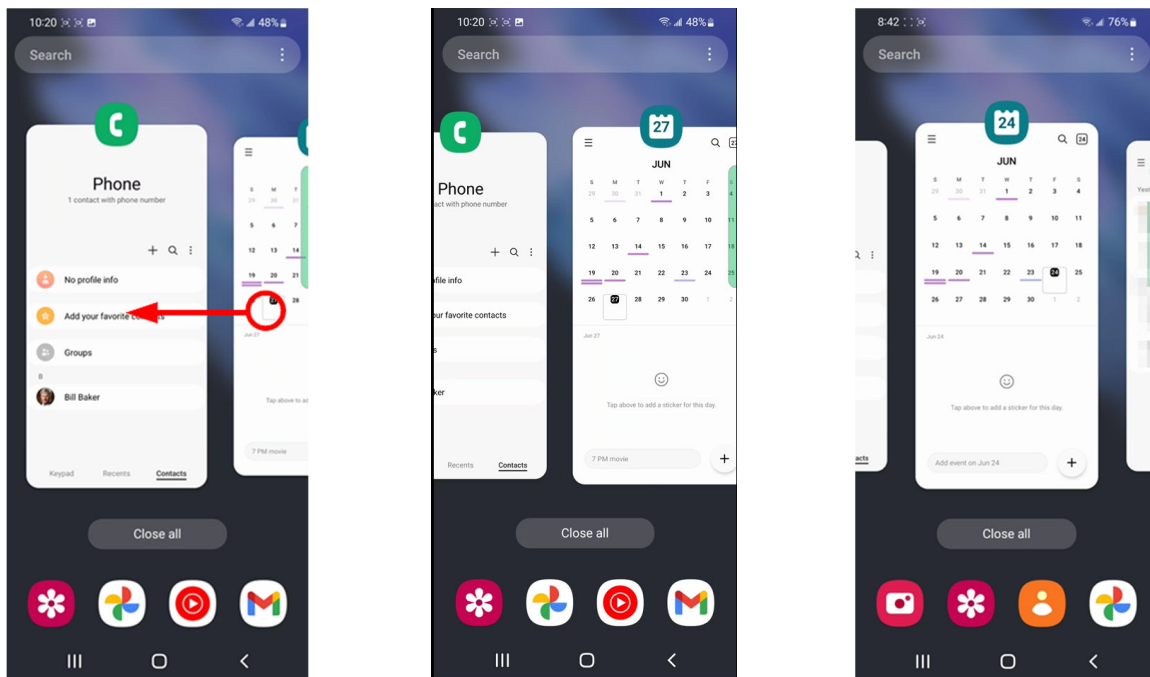 10:20 48%
Search
Phone
1 contact with phone number
No profile info
Add your favorite contacts
Groups
B
Bill Baker
Keypad Recents Contacts
S M T
29 30 31
5 6 7
12 13 14
19 20 21
27 28
Jun 27
Tap above to ad
7 PM movie
Close all
10:20 48%
Search
Phone
act with phone number
ofile info
our favorite contacts
s
ker
Recents Contacts
27
JUN
S M T W T F S
29 30 31 1 2 3 4
5 6 7 8 9 10 11
12 13 14 15 16 17 18
19 20 21 22 23 24 25
26 27 28 29 30 1 2
Jun 27
Tap above to add a sticker for this day.
7 PM movie
Close all
8:42 76%
Search
acts
24
24
JUN
S M T W T F S
29 30 31 1 2 3 4
5 6 7 8 9 10 11
12 13 14 15 16 17 18
19 20 21 22 23 24 25
26 27 28 29 30 1 2
Jun 24
Tap above to add a sticker for this day.
Add event on Jun 24
Yest
Close all